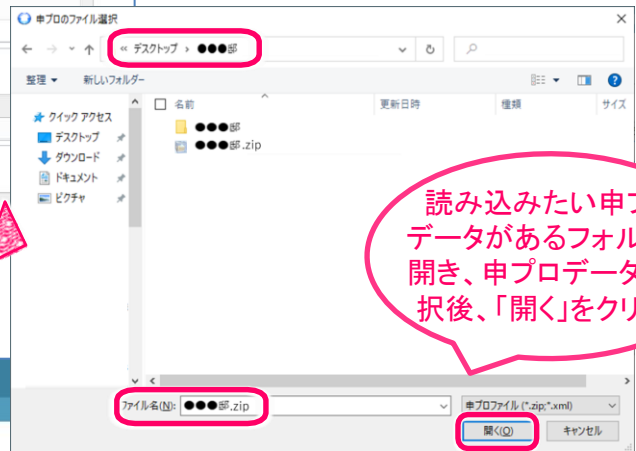 申プロのファイル選択
« デスクトップ › ●●●邸
整理 新しいフォルダー
名前 更新日時 種類 サイズ
クイック アクセス
デスクトップ
ダウンロード
ドキュメント
ピクチャ
●●●邸
●●●邸.zip
読み込みたい申プ
データがあるフォル
開き、申プロデータ
択後、「開く」をクリ
ファイル名(N): ●●●邸.zip
申プロファイル (*.zip;*.xml)
開く(O) キャンセル